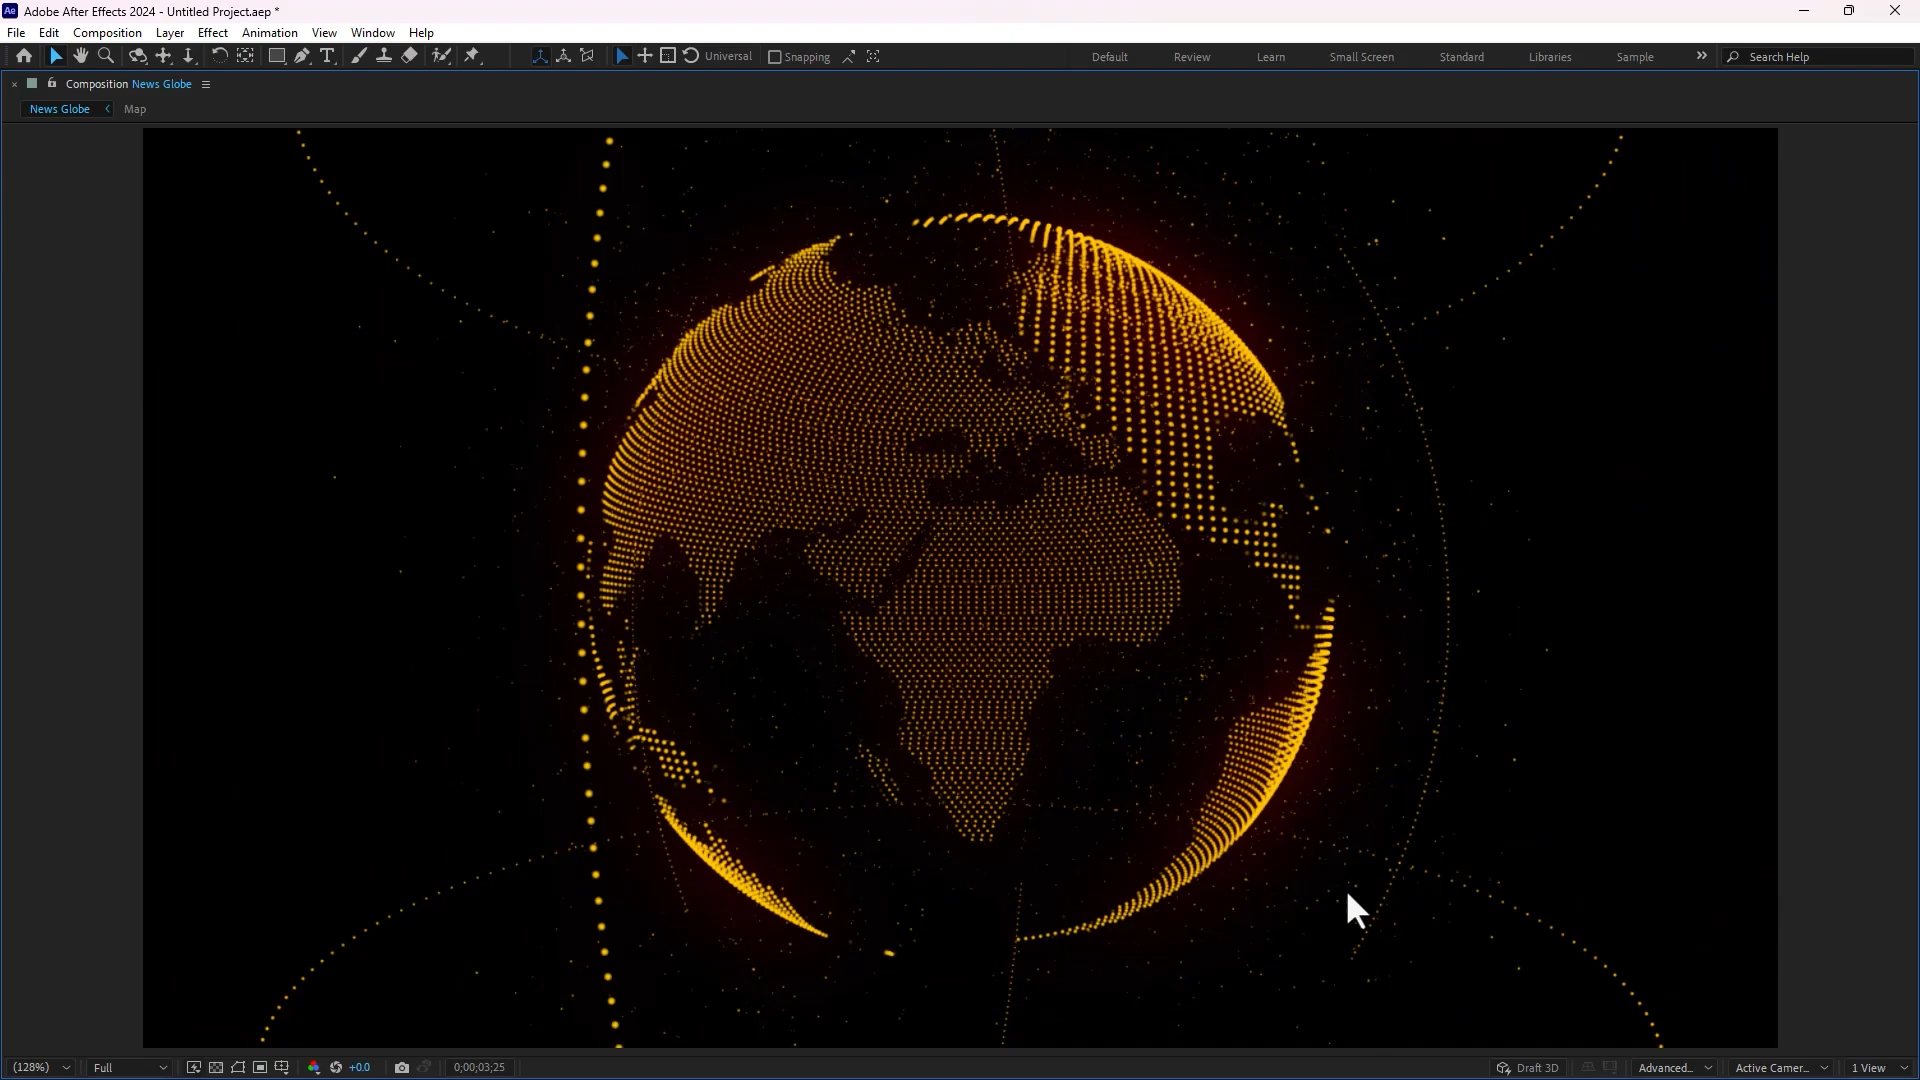 Ae Adobe After Effects 2024 - Untitled Project.aep *
File Edit Composition Layer Effect Animation View Window Help
Universal Snapping Default Review Learn Small Screen Standard Libraries Sample Search Help
Composition News Globe
News Globe Map
(128%) Full +0.0 0;00;03;25 Draft 3D Advanced... Active Camer... 1 View